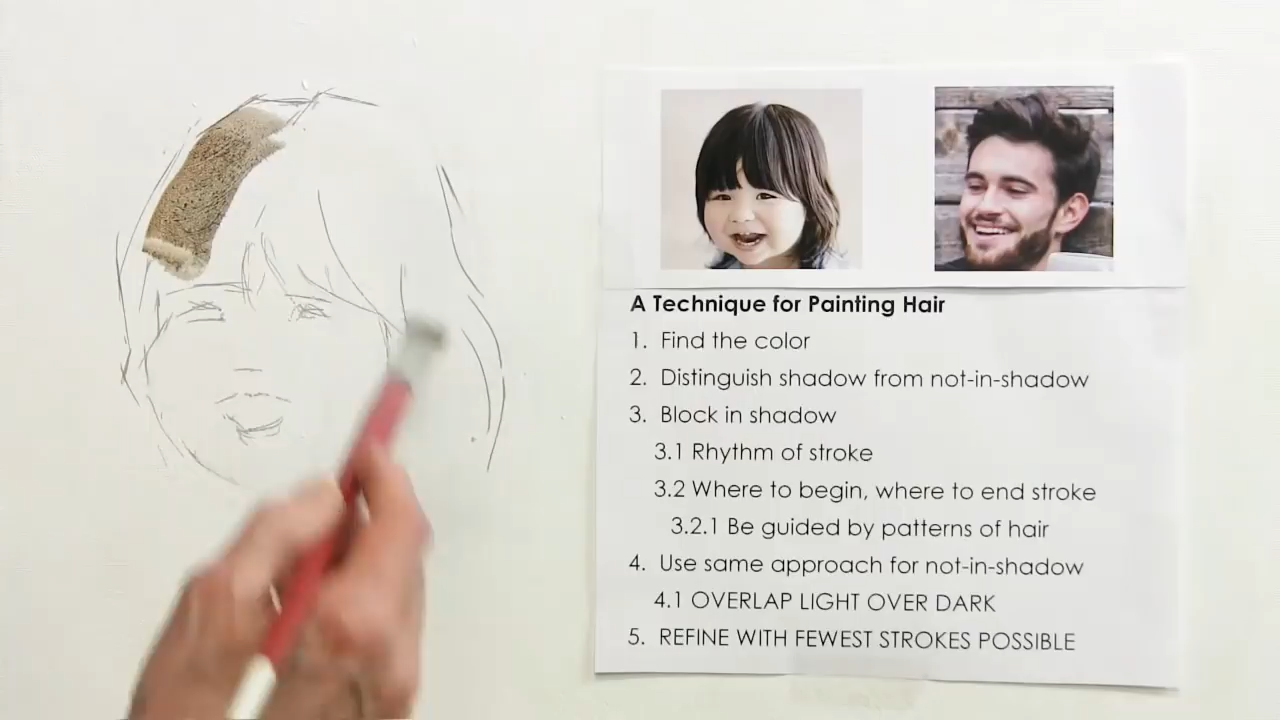 A Technique for Painting Hair
1. Find the color
2. Distinguish shadow from not-in-shadow
3. Block in shadow
3.1 Rhythm of stroke
3.2 Where to begin, where to end stroke
3.2.1 Be guided by patterns of hair
4. Use same approach for not-in-shadow
4.1 OVERLAP LIGHT OVER DARK
5. REFINE WITH FEWEST STROKES POSSIBLE